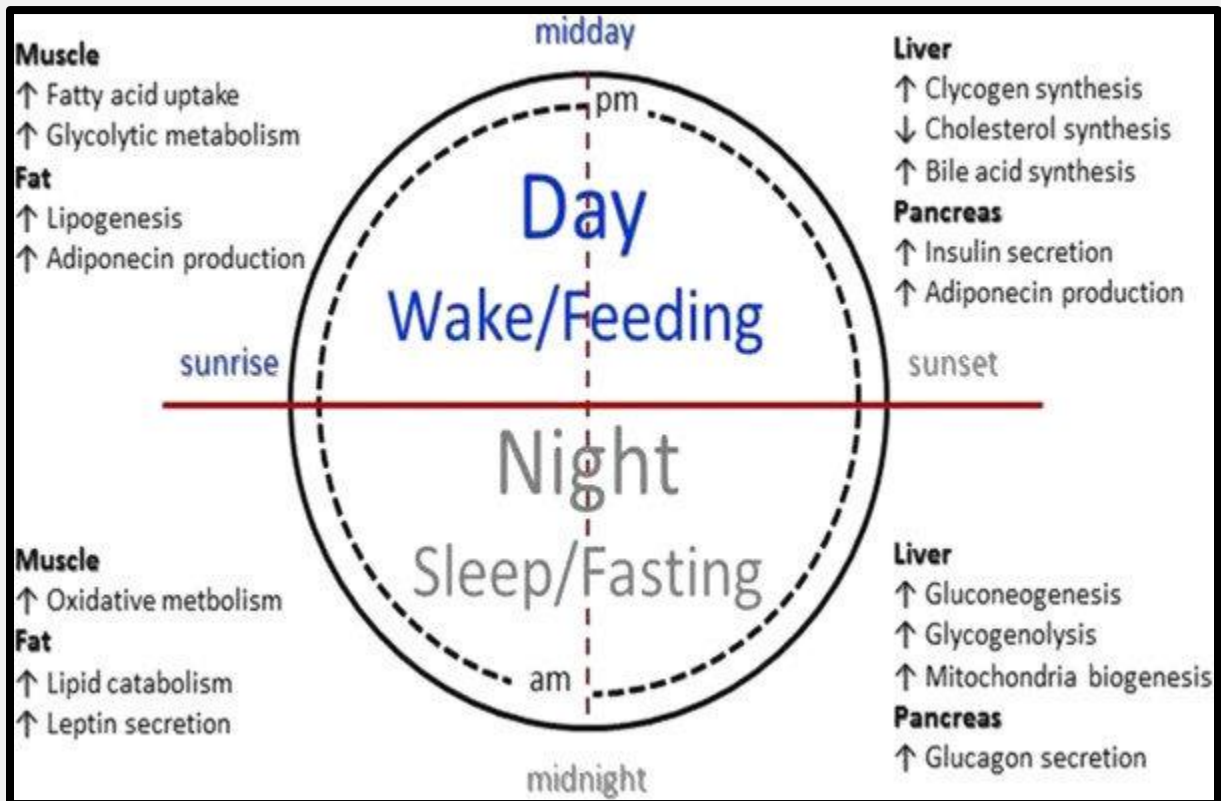 midday
Muscle
↑ Fatty acid uptake
↑ Glycolytic metabolism
Fat
↑ Lipogenesis
↑ Adiponecin production
Liver
↑ Clycogen synthesis
↓ Cholesterol synthesis
↑ Bile acid synthesis
Pancreas
↑ Insulin secretion
↑ Adiponecin production
pm
Day
Wake/Feeding
sunrise
sunset
Night
Sleep/Fasting
am
Muscle
↑ Oxidative metbolism
Fat
↑ Lipid catabolism
↑ Leptin secretion
Liver
↑ Gluconeogenesis
↑ Glycogenolysis
↑ Mitochondria biogenesis
Pancreas
↑ Glucagon secretion
midnight